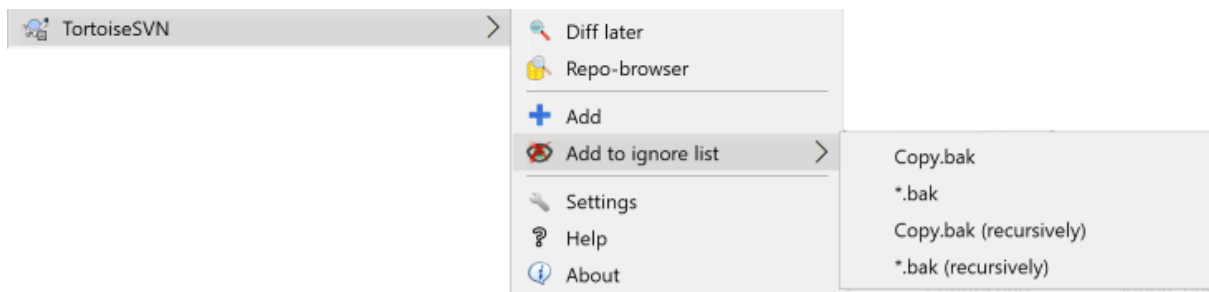 TortoiseSVN
Diff later
Repo-browser
Add
Add to ignore list
Copy.bak
*.bak
Copy.bak (recursively)
*.bak (recursively)
Settings
Help
About